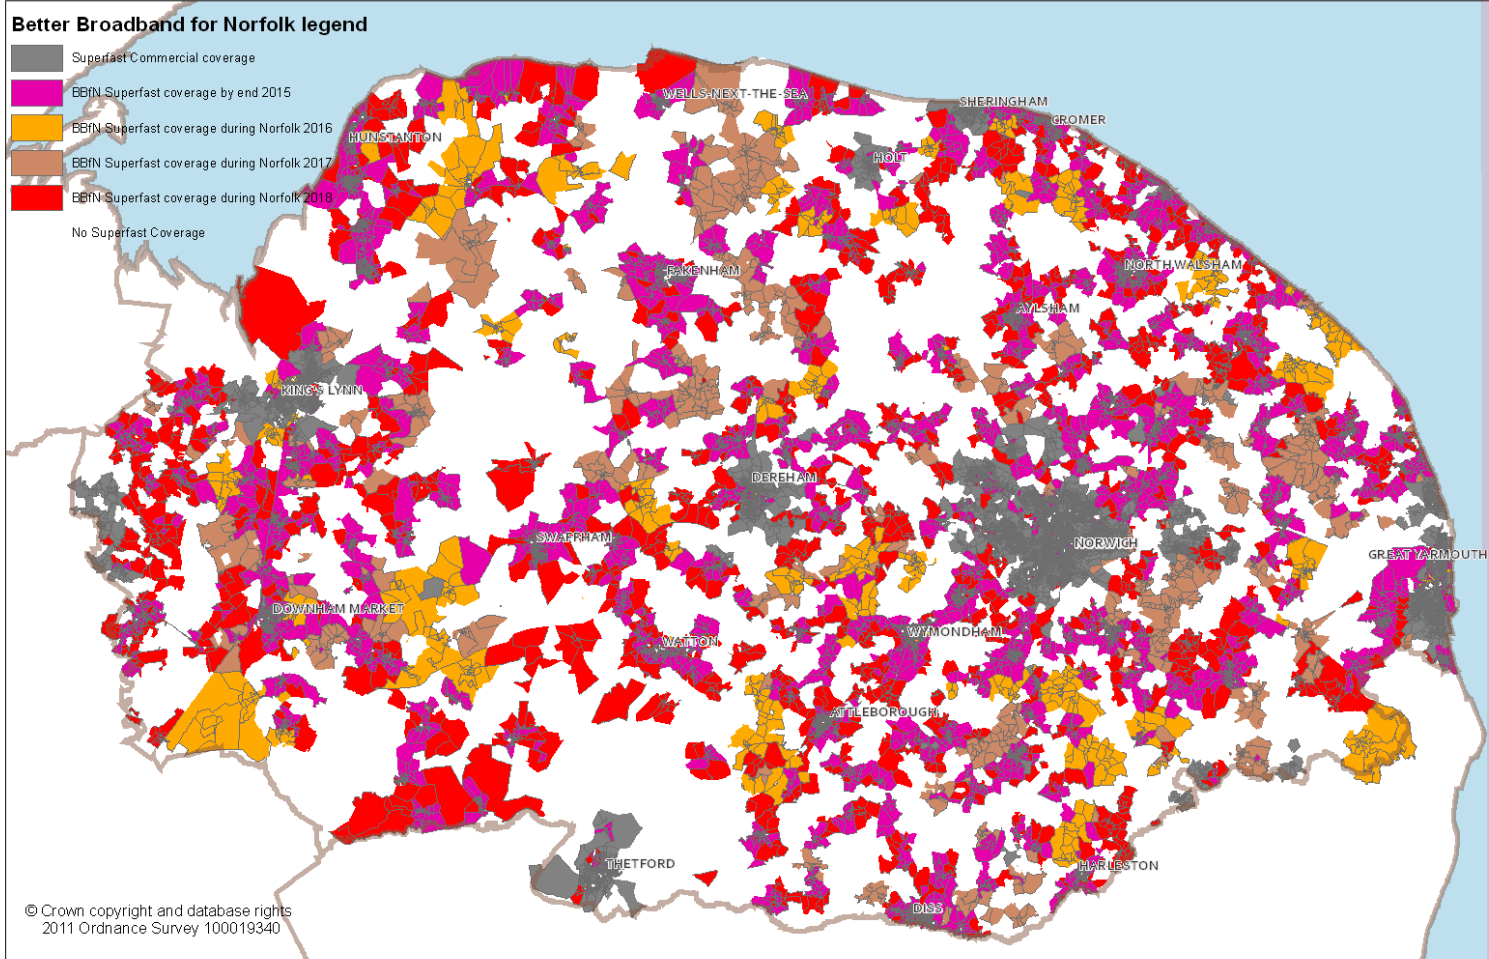 Better Broadband for Norfolk legend
Superfast Commercial coverage
BBfN Superfast coverage by end 2015
BBfN Superfast coverage during Norfolk 2016
BBfN Superfast coverage during Norfolk 2017
BBfN Superfast coverage during Norfolk 2018
No Superfast Coverage
WELLS-NEXT-THE-SEA
SHERINGHAM
CROMER
HUNSTANTON
HOLT
FAKENHAM
NORTH WALSHAM
AYLSHAM
KING'S LYNN
DEREHAM
SWAFFHAM
NORWICH
GREAT YARMOUTH
DOWNHAM MARKET
WATTON
WYMONDHAM
ATTLEBOROUGH
THETFORD
HARLESTON
DISS
© Crown copyright and database rights
2011 Ordnance Survey 100019340